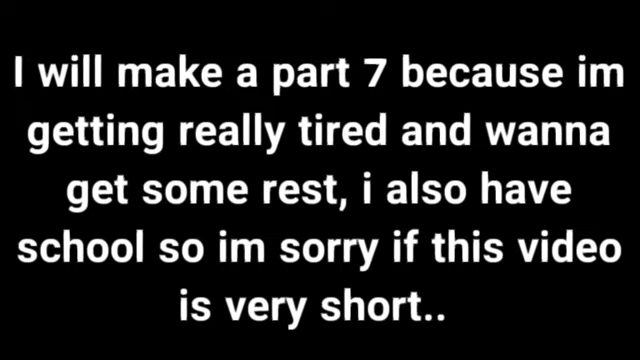 I will make a part 7 because im
getting really tired and wanna
get some rest, i also have
school so im sorry if this video
is very short..